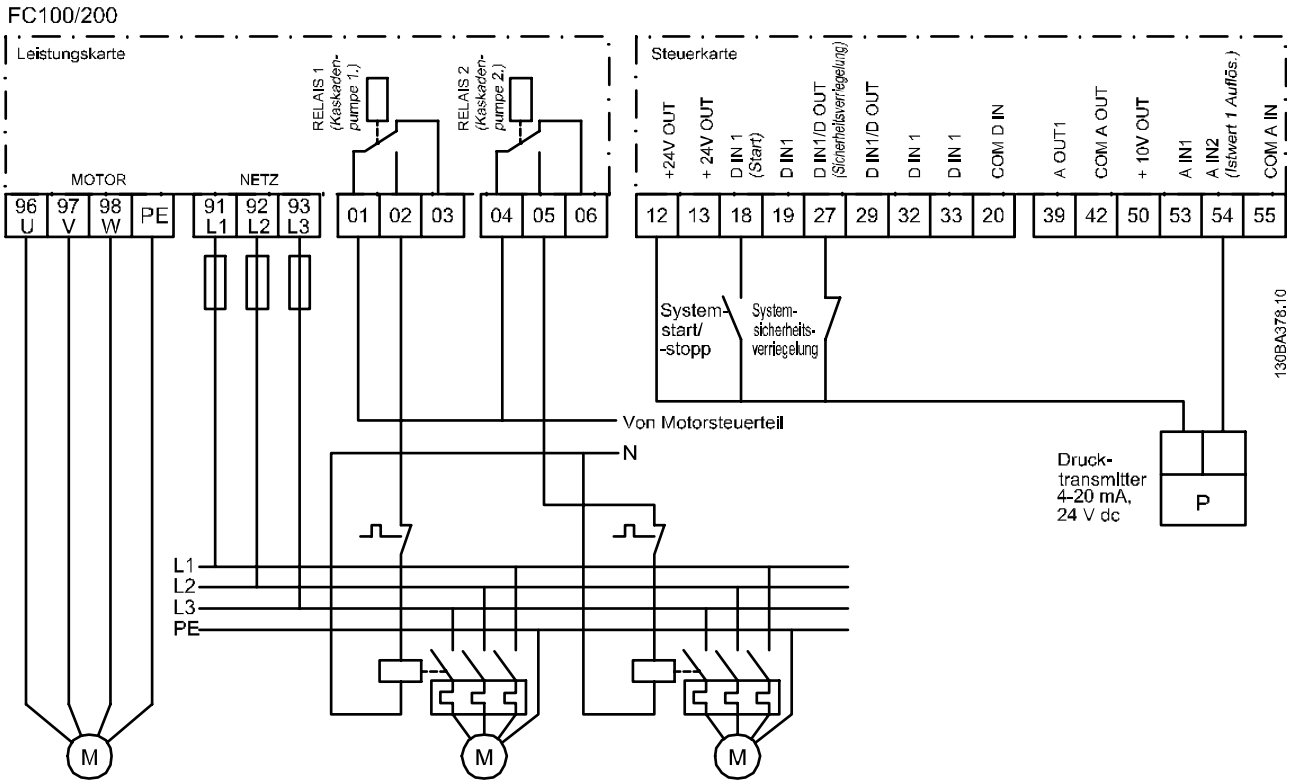 FC100/200
Leistungskarte
RELAIS 1
(Kaskaden-
pumpe 1.)
RELAIS 2
(Kaskaden-
pumpe 2.)
MOTOR
NETZ
96 97 98 PE 91 92 93
U V W L1 L2 L3
01 02 03 04 05 06
Steuerkarte
+24V OUT
+ 24V OUT
D IN 1
(Start)
D IN1
D IN1/D OUT
(Sicherheitsverriegelung)
D IN1/D OUT
D IN 1
D IN 1
COM D IN
A OUT1
COM A OUT
+ 10V OUT
A IN1
A IN2
(Istwert 1 Auflös.)
COM A IN
12 13 18 19 27 29 32 33 20 39 42 50 53 54 55
System-
start/
-stopp
System-
sicherheits-
verriegelung
130BA378.10
Von Motorsteuerteil
N
Druck-
transmitter
4-20 mA,
24 V dc
P
L1
L2
L3
PE
M M M